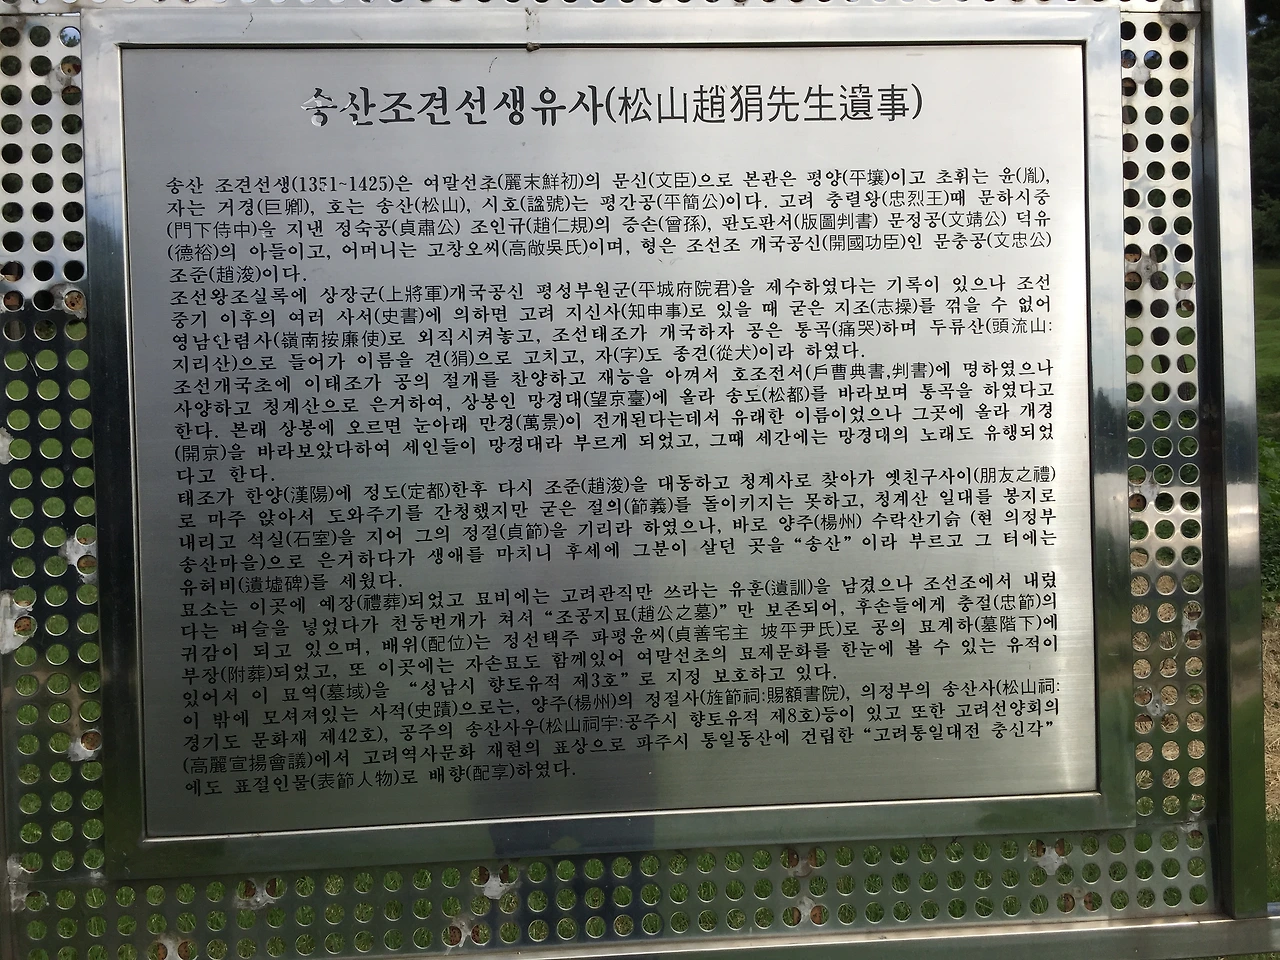 송산조견선생유사(松山趙狷先生遺事)
송산 조견선생(1351~1425)은 여말선초(麗末鮮初)의 문신(文臣)으로 본관은 평양(平壤)이고 초휘는 윤(胤),
자는 거경(巨卿), 호는 송산(松山), 시호(諡號)는 평간공(平簡公)이다. 고려 충렬왕(忠烈王)때 문하시중
(門下侍中)을 지낸 정숙공(貞肅公) 조인규(趙仁規)의 증손(曾孫), 판도판서(版圖判書) 문정공(文靖公) 덕유
(德裕)의 아들이고, 어머니는 고창오씨(高敞吳氏)이며, 형은 조선조 개국공신(開國功臣)인 문충공(文忠公)
조준(趙浚)이다.
조선왕조실록에 상장군(上將軍)개국공신 평성부원군(平城府院君)을 제수하였다는 기록이 있으나 조선
중기 이후의 여러 사서(史書)에 의하면 고려 지신사(知申事)로 있을 때 굳은 지조(志操)를 꺾을 수 없어
영남안렴사(嶺南按廉使)로 외직시켜놓고, 조선태조가 개국하자 공은 통곡(痛哭)하며 두류산(頭流山:
지리산)으로 들어가 이름을 견(狷)으로 고치고, 자(字)도 종견(從犬)이라 하였다.
조선개국초에 이태조가 공의 절개를 찬양하고 재능을 아껴서 호조전서(戶曹典書,判書)에 명하였으나
사양하고 청계산으로 은거하여, 상봉인 망경대(望京臺)에 올라 송도(松都)를 바라보며 통곡을 하였다고
한다. 본래 상봉에 오르면 눈아래 만경(萬景)이 전개된다는데서 유래한 이름이었으나 그곳에 올라 개경
(開京)을 바라보았다하여 세인들이 망경대라 부르게 되었고, 그때 세간에는 망경대의 노래도 유행되었
다고 한다.
태조가 한양(漢陽)에 정도(定都)한후 다시 조준(趙浚)을 대동하고 청계사로 찾아가 옛친구사이(朋友之禮)
로 마주 앉아서 도와주기를 간청했지만 굳은 절의(節義)를 돌이키지는 못하고, 청계산 일대를 봉지로
내리고 석실(石室)을 지어 그의 정절(貞節)을 기리라 하였으나, 바로 양주(楊州) 수락산기슭 (현 의정부
송산마을)으로 은거하다가 생애를 마치니 후세에 그분이 살던 곳을 “송산” 이라 부르고 그 터에는
유허비(遺墟碑)를 세웠다.
묘소는 이곳에 예장(禮葬)되었고 묘비에는 고려관직만 쓰라는 유훈(遺訓)을 남겼으나 조선조에서 내렸
다는 벼슬을 넣었다가 천둥번개가 쳐서 “조공지묘(趙公之墓)” 만 보존되어, 후손들에게 충절(忠節)의
귀감이 되고 있으며, 배위(配位)는 정선택주 파평윤씨(貞善宅主 坡平尹氏)로 공의 묘계하(墓階下)에
부장(附葬)되었고, 또 이곳에는 자손묘도 함께있어 여말선초의 묘제문화를 한눈에 볼 수 있는 유적이
있어서 이 묘역(墓域)을 “성남시 향토유적 제3호” 로 지정 보호하고 있다.
이 밖에 모셔져있는 사적(史蹟)으로는, 양주(楊州)의 정절사(旌節祠:賜額書院), 의정부의 송산사(松山祠:
경기도 문화재 제42호), 공주의 송산사우(松山祠宇:공주시 향토유적 제8호)등이 있고 또한 고려선양회의
(高麗宣揚會議)에서 고려역사문화 재현의 표상으로 파주시 통일동산에 건립한 “고려통일대전 충신각”
에도 표절인물(表節人物)로 배향(配享)하였다.